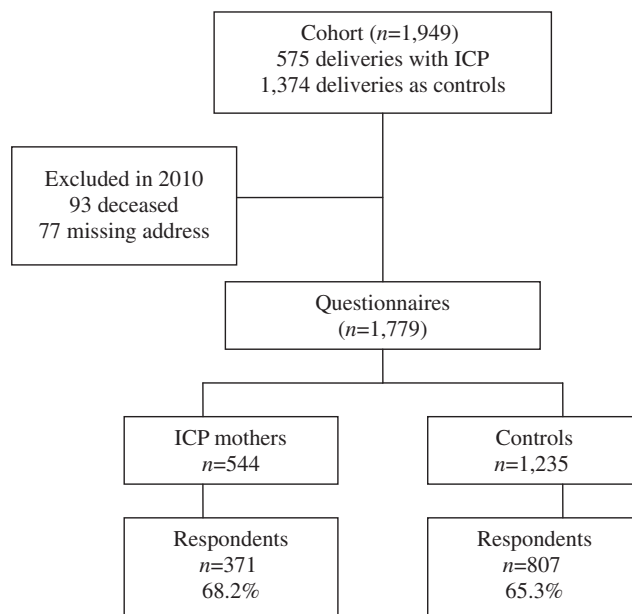 Cohort (n=1,949)
575 deliveries with ICP
1,374 deliveries as controls
Excluded in 2010
93 deceased
77 missing address
Questionnaires
(n=1,779)
ICP mothers
n=544
Controls
n=1,235
Respondents
n=371
68.2%
Respondents
n=807
65.3%